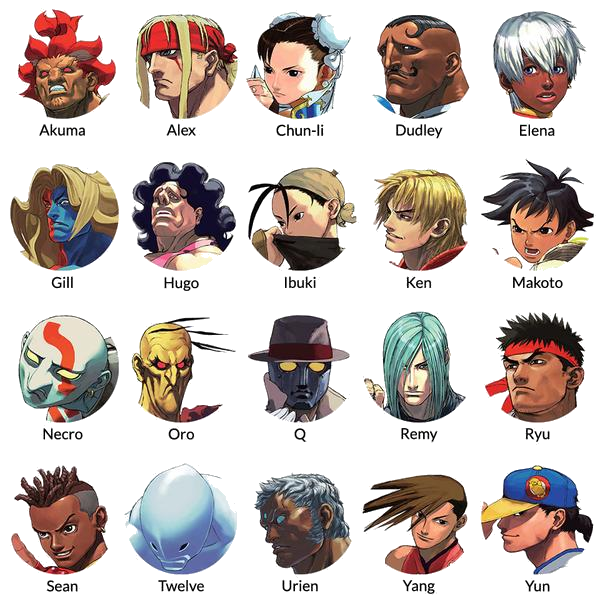 Akuma
Alex
Chun-li
Dudley
Elena
Gill
Hugo
Ibuki
Ken
Makoto
Necro
Oro
Q
Remy
Ryu
Sean
Twelve
Urien
Yang
Yun